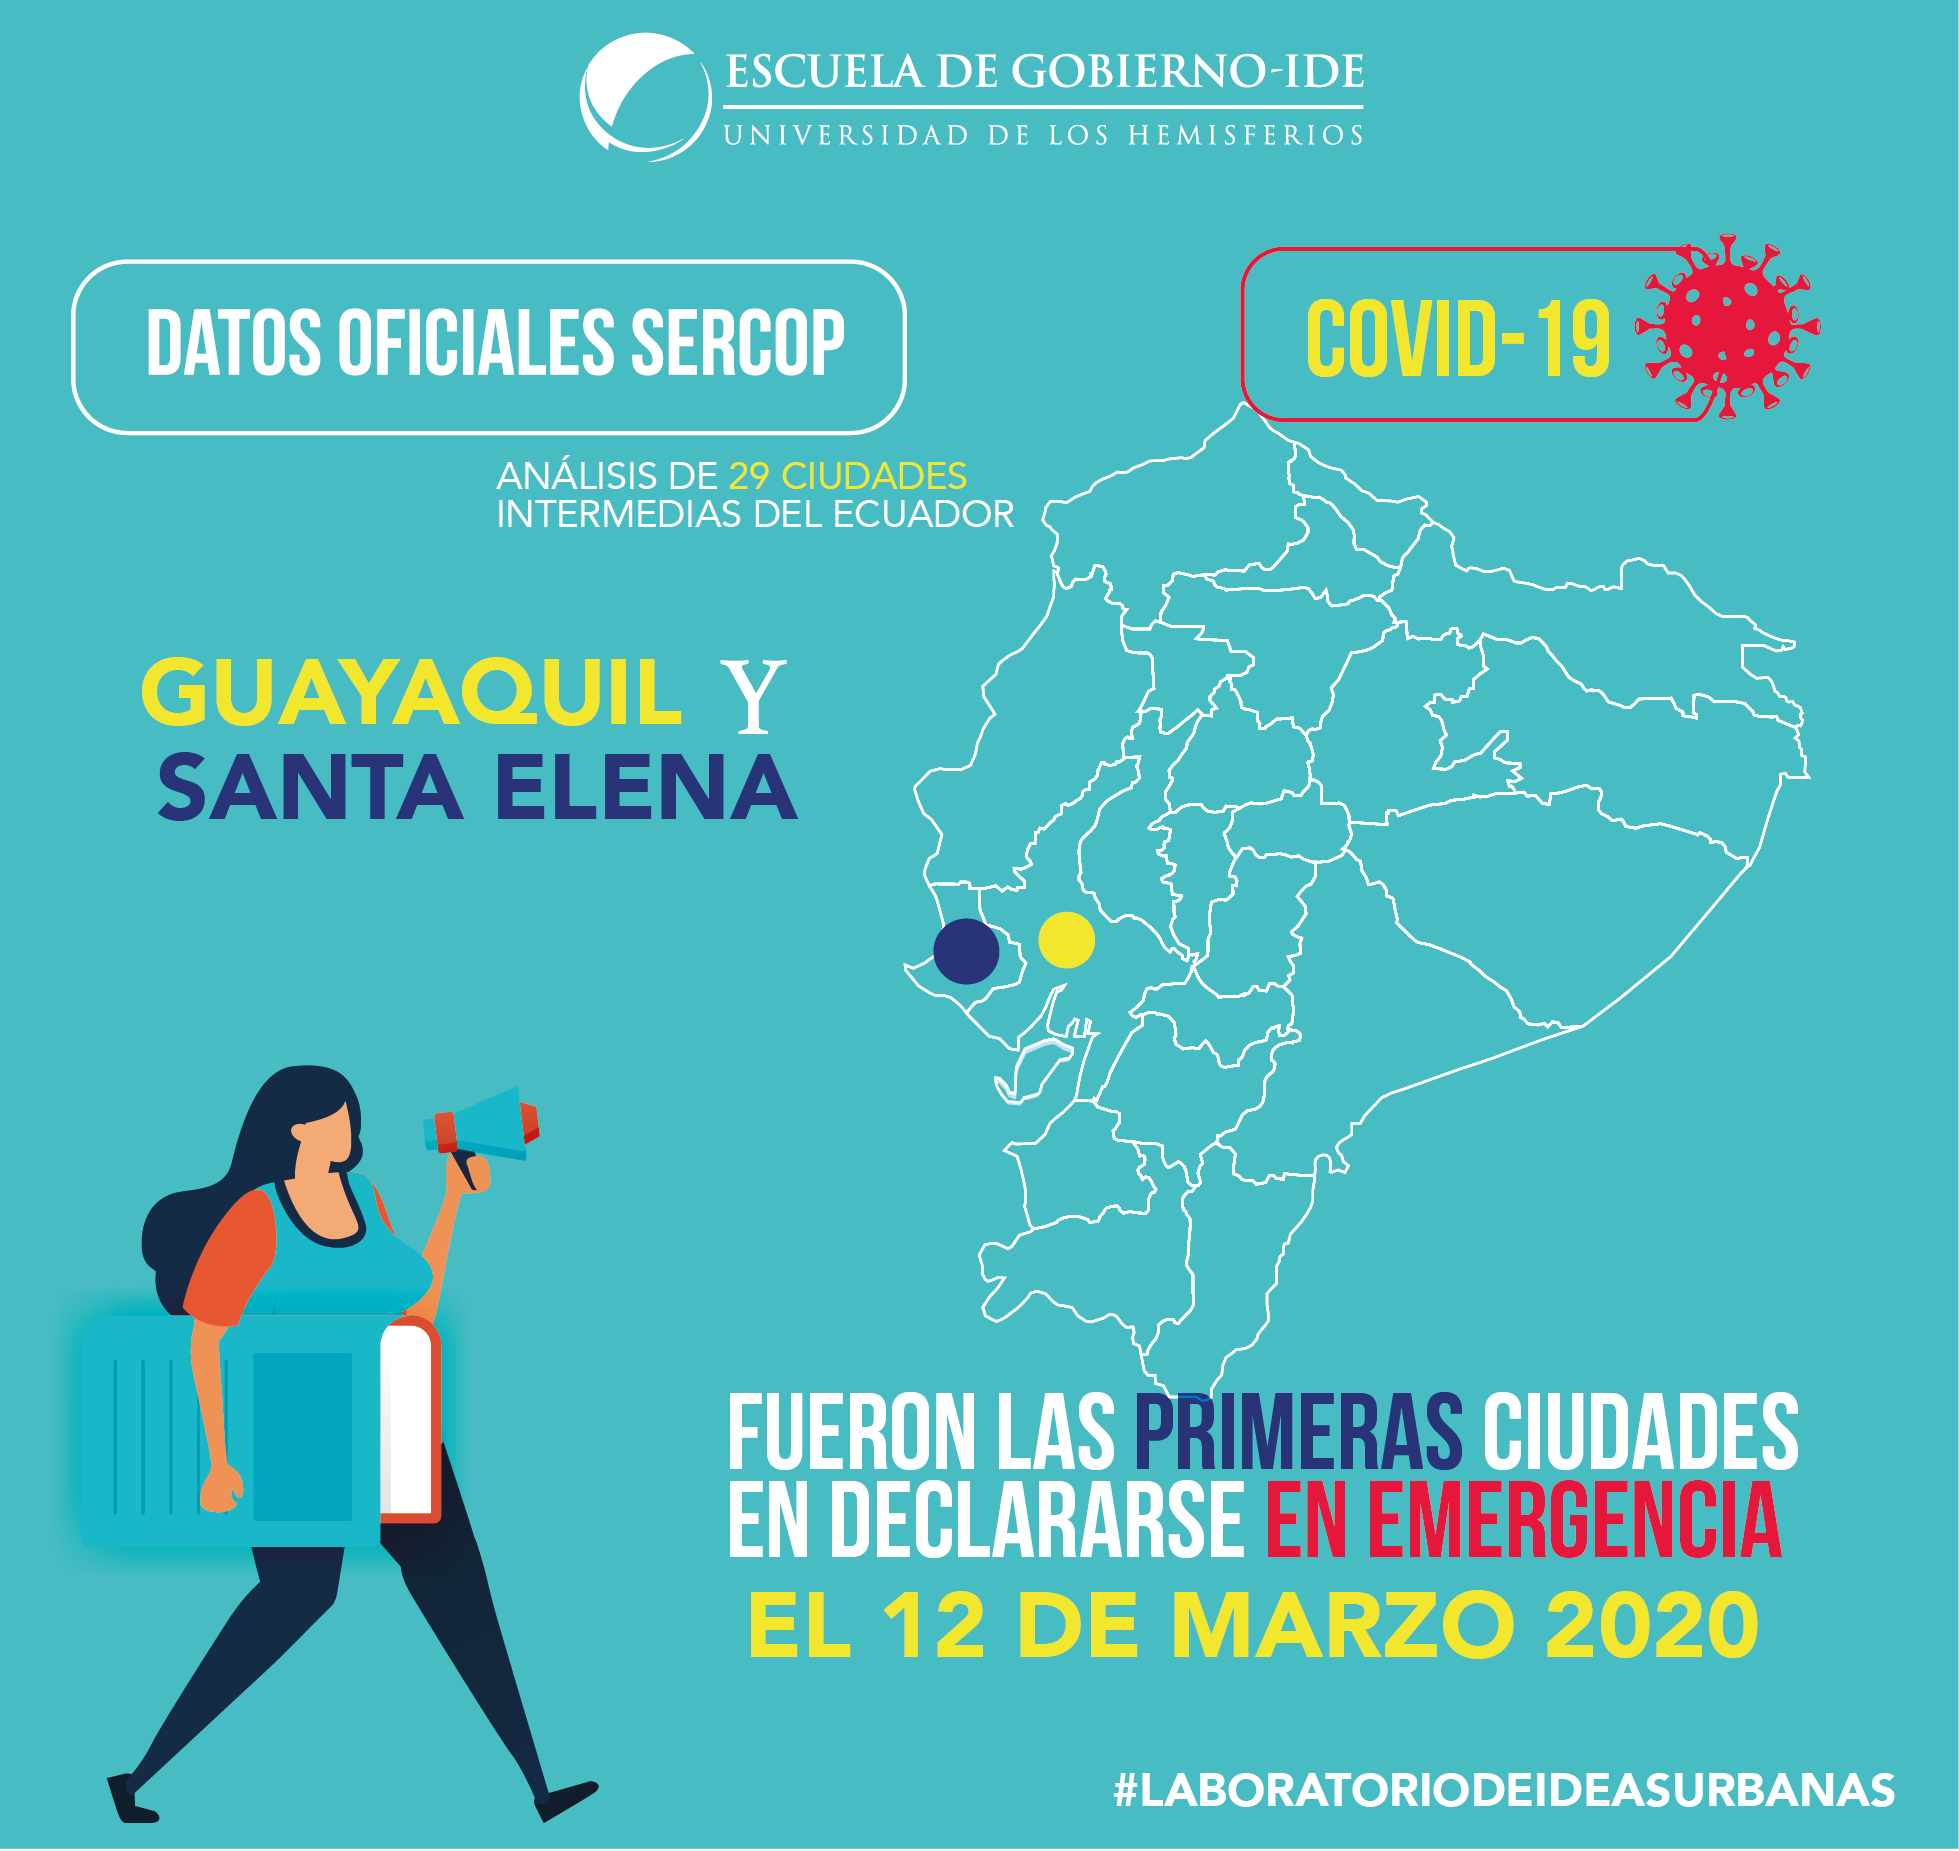 ESCUELA DE GOBIERNO-IDE
UNIVERSIDAD DE LOS HEMISFERIOS
DATOS OFICIALES SERCOP
COVID-19
ANÁLISIS DE 29 CIUDADES
INTERMEDIAS DEL ECUADOR
GUAYAQUIL Y
SANTA ELENA
FUERON LAS PRIMERAS CIUDADES
EN DECLARARSE EN EMERGENCIA
EL 12 DE MARZO 2020
#LABORATORIODEIDEASURBANAS